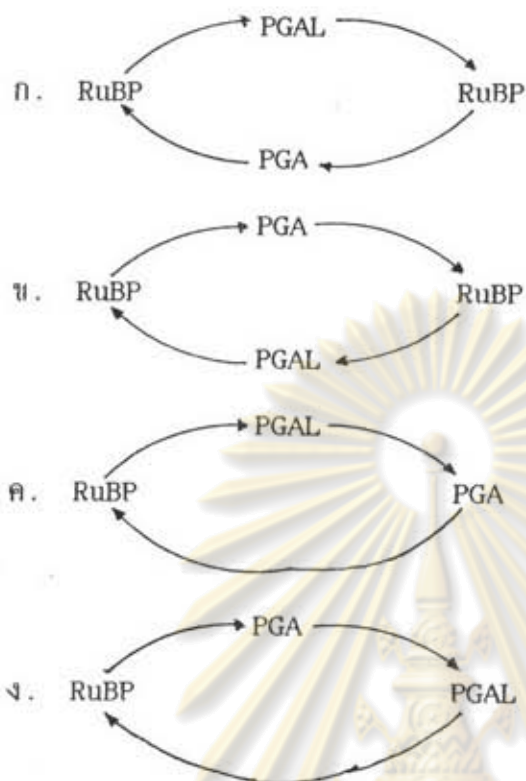 PGAL
ก. RuBP RuBP
PGA
PGA
ข. RuBP RuBP
PGAL
PGAL
ค. RuBP PGA
PGA
ง. RuBP PGAL